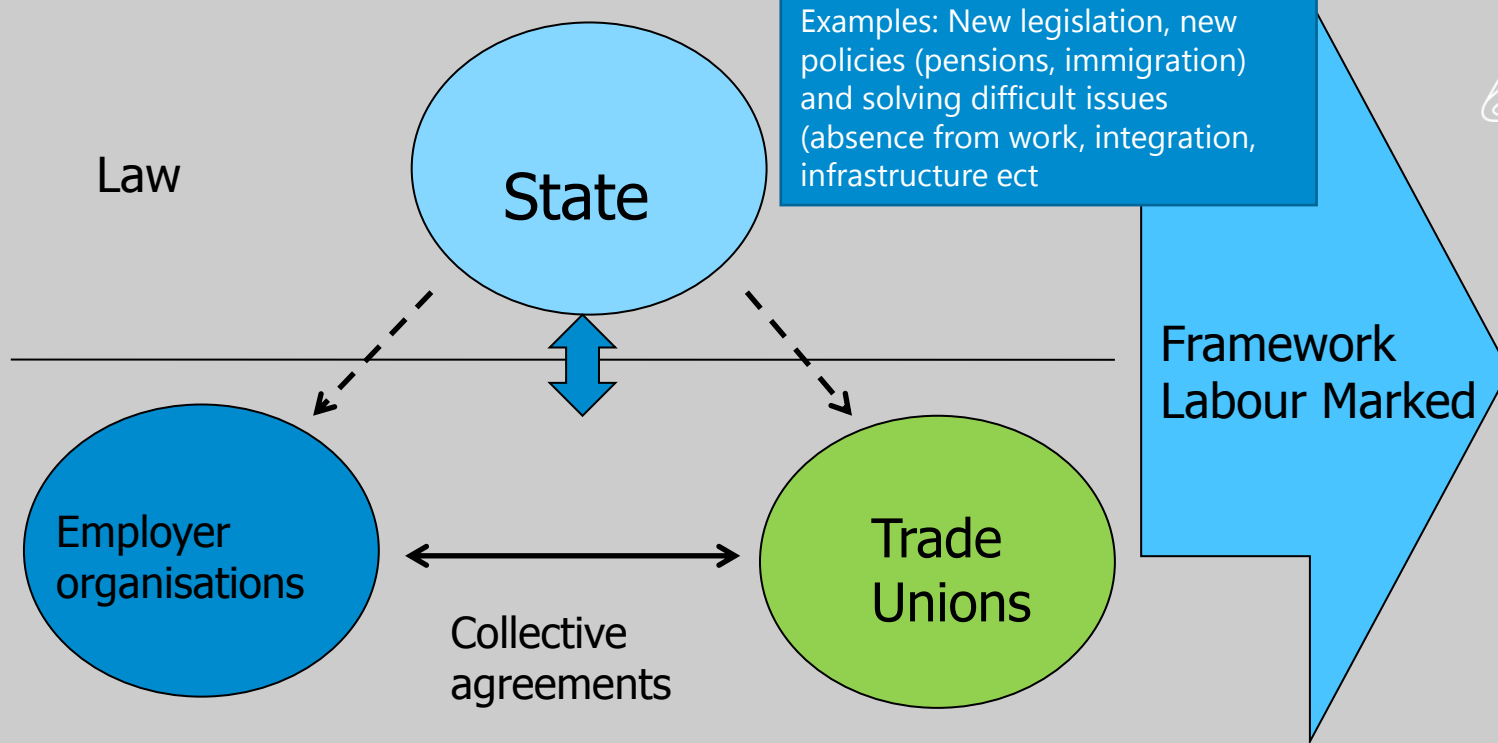 Examples: New legislation, new
policies (pensions, immigration)
and solving difficult issues
(absence from work, integration,
infrastructure ect
Law
State
Framework
Labour Marked
Employer
organisations
Trade
Unions
Collective
agreements